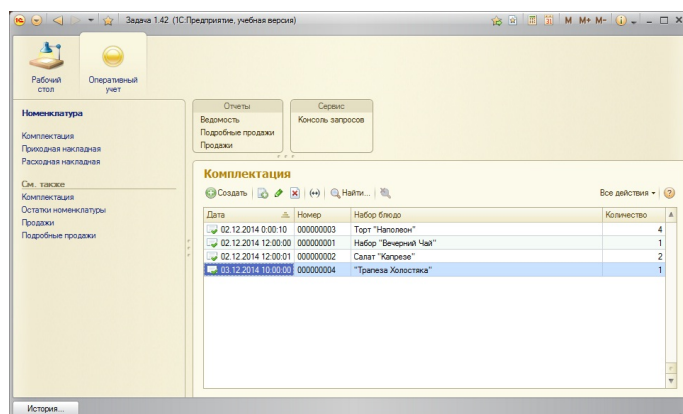 Задача 1.42 (1С:Предприятие, учебная версия)
M M+ M-
Рабочий стол
Оперативный учет
Номенклатура
Комплектация
Приходная накладная
Расходная накладная
См. также
Комплектация
Остатки номенклатуры
Продажи
Подробные продажи
Отчеты
Ведомость
Подробные продажи
Продажи
Сервис
Консоль запросов
Комплектация
Создать
Найти...
Все действия
Дата Номер Набор блюдо Количество
02.12.2014 0:00:10 000000003 Торт "Наполеон" 4
02.12.2014 12:00:00 000000001 Набор "Вечерний Чай" 1
02.12.2014 12:00:01 000000002 Салат "Капрезе" 2
03.12.2014 10:00:00 000000004 "Трапеза Холостяка" 1
История...